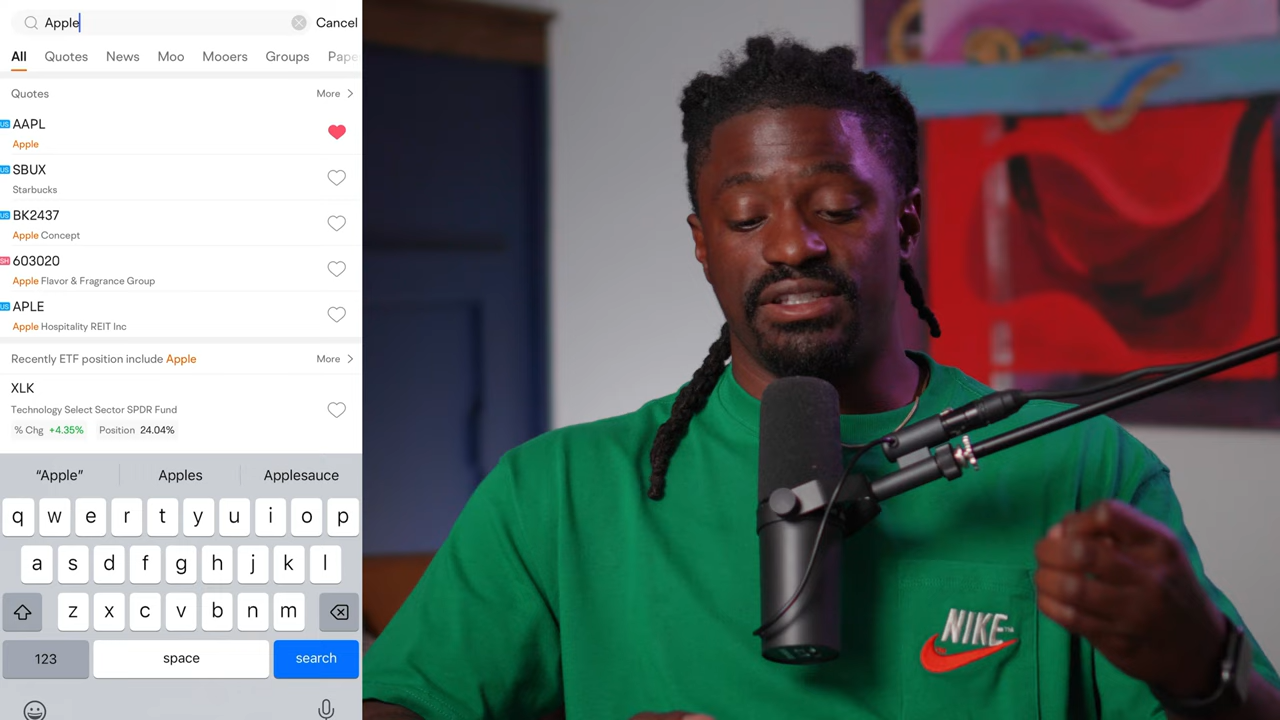 Apple
Cancel
All Quotes News Moo Mooers Groups Pape
Quotes
More
US AAPL
Apple
US SBUX
Starbucks
US BK2437
Apple Concept
SH 603020
Apple Flavor & Fragrance Group
US APLE
Apple Hospitality REIT Inc
Recently ETF position include Apple
More
XLK
Technology Select Sector SPDR Fund
% Chg +4.35% Position 24.04%
“Apple” Apples Applesauce
q w e r t y u i o p
a s d f g h j k l
z x c v b n m
123 space search
NIKE™